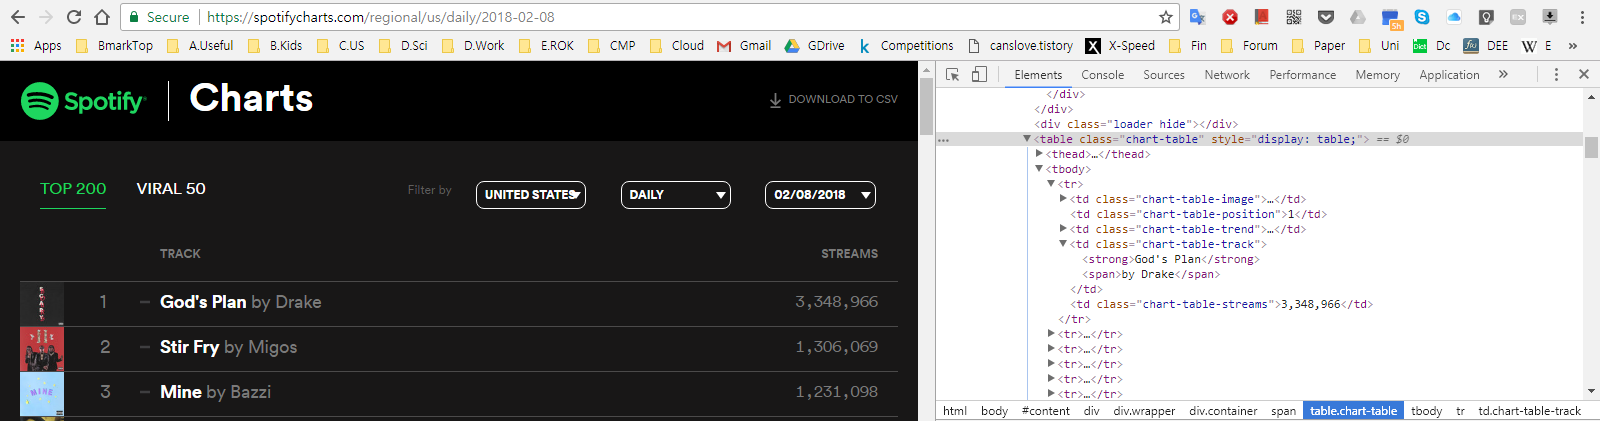 Secure https://spotifycharts.com/regional/us/daily/2018-02-08
Apps BmarkTop A.Useful B.Kids C.US D.Sci D.Work E.ROK CMP Cloud Gmail GDrive Competitions canslove.tistory X-Speed Fin Forum Paper Uni Dc DEE E »
Spotify Charts
DOWNLOAD TO CSV
TOP 200 VIRAL 50 Filter by UNITED STATES DAILY 02/08/2018
TRACK STREAMS
1 – God's Plan by Drake 3,348,966
2 – Stir Fry by Migos 1,306,069
3 – Mine by Bazzi 1,231,098
Elements Console Sources Network Performance Memory Application »
</div>
</div>
<div class="loader hide"></div>
… <table class="chart-table" style="display: table;"> == $0
<thead>…</thead>
<tbody>
<tr>
<td class="chart-table-image">…</td>
<td class="chart-table-position">1</td>
<td class="chart-table-trend">…</td>
<td class="chart-table-track">
<strong>God's Plan</strong>
<span>by Drake</span>
</td>
<td class="chart-table-streams">3,348,966</td>
</tr>
<tr>…</tr>
<tr>…</tr>
<tr>…</tr>
<tr>…</tr>
<tr>…</tr>
html body #content div div.wrapper div.container span table.chart-table tbody tr td.chart-table-track